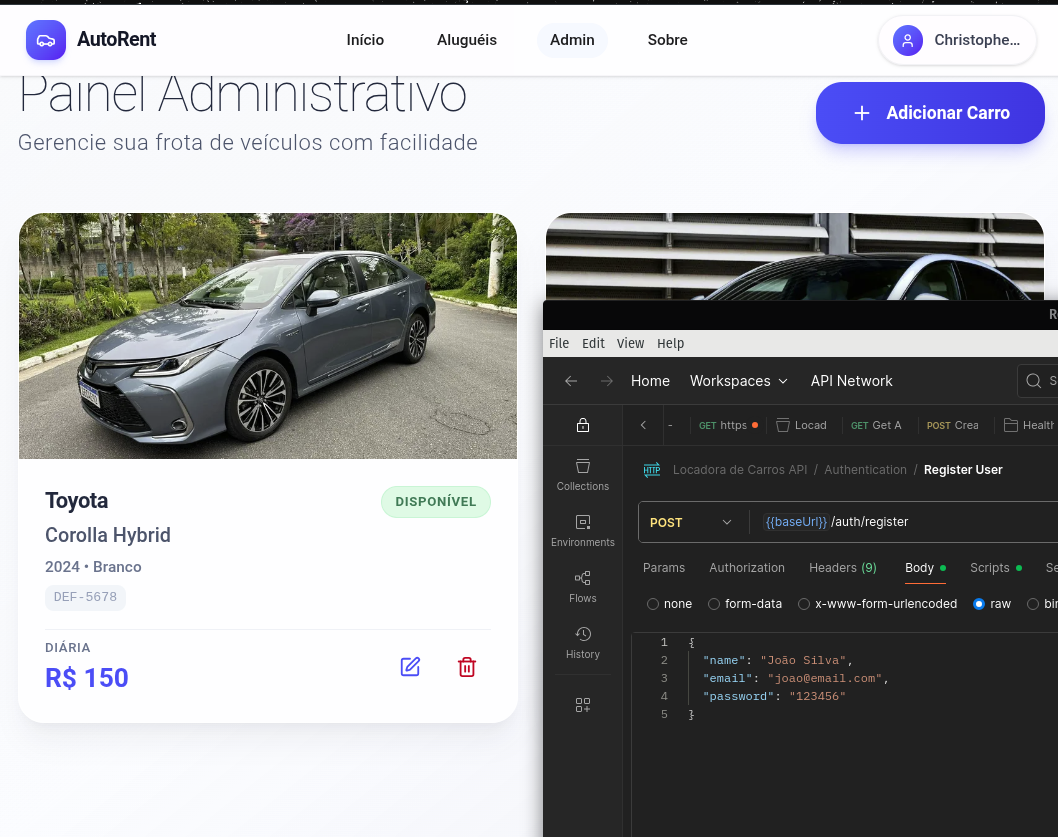 AutoRent
Início Aluguéis Admin Sobre
Christophe...
Painel Administrativo
Gerencie sua frota de veículos com facilidade
Adicionar Carro
Toyota
DISPONÍVEL
Corolla Hybrid
2024 • Branco
DEF-5678
DIÁRIA
R$ 150
File Edit View Help
Home Workspaces API Network
- GET https Locad GET Get A POST Crea Health
Collections
Environments
Flows
History
HTTP Locadora de Carros API / Authentication / Register User
POST {{baseUrl}} /auth/register
Params Authorization Headers (9) Body Scripts Se
none form-data x-www-form-urlencoded raw bin
1 {
2 "name": "João Silva",
3 "email": "joao@email.com",
4 "password": "123456"
5 }